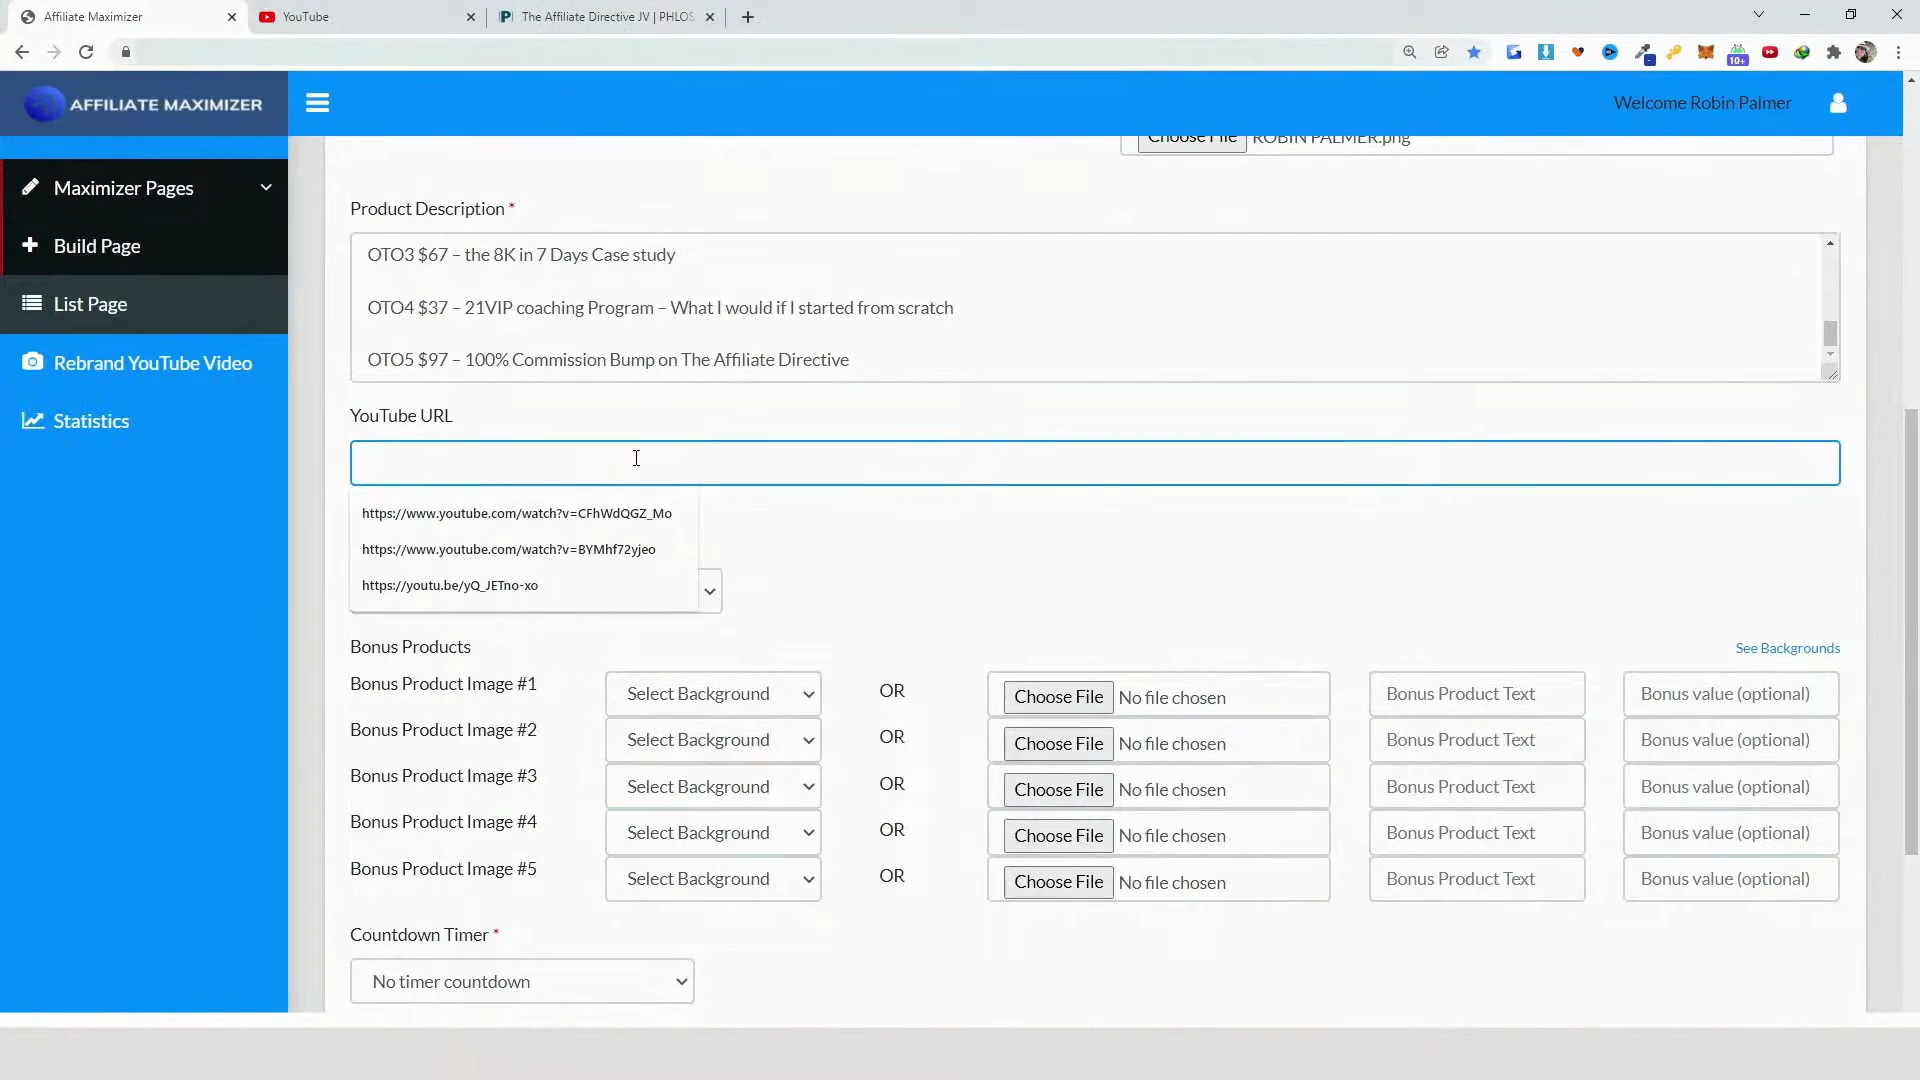 Affiliate Maximizer
YouTube
The Affiliate Directive JV | PHLOS
10+
AFFILIATE MAXIMIZER
Welcome Robin Palmer
Choose File ROBIN PALMER.png
Maximizer Pages
Build Page
List Page
Rebrand YouTube Video
Statistics
Product Description *
OTO3 $67 – the 8K in 7 Days Case study
OTO4 $37 – 21VIP coaching Program – What I would if I started from scratch
OTO5 $97 – 100% Commission Bump on The Affiliate Directive
YouTube URL
https://www.youtube.com/watch?v=CFhWdQGZ_Mo
https://www.youtube.com/watch?v=BYMhf72yjeo
https://youtu.be/yQ_JETno-xo
Bonus Products See Backgrounds
Bonus Product Image #1 Select Background OR Choose File No file chosen Bonus Product Text Bonus value (optional)
Bonus Product Image #2 Select Background OR Choose File No file chosen Bonus Product Text Bonus value (optional)
Bonus Product Image #3 Select Background OR Choose File No file chosen Bonus Product Text Bonus value (optional)
Bonus Product Image #4 Select Background OR Choose File No file chosen Bonus Product Text Bonus value (optional)
Bonus Product Image #5 Select Background OR Choose File No file chosen Bonus Product Text Bonus value (optional)
Countdown Timer *
No timer countdown